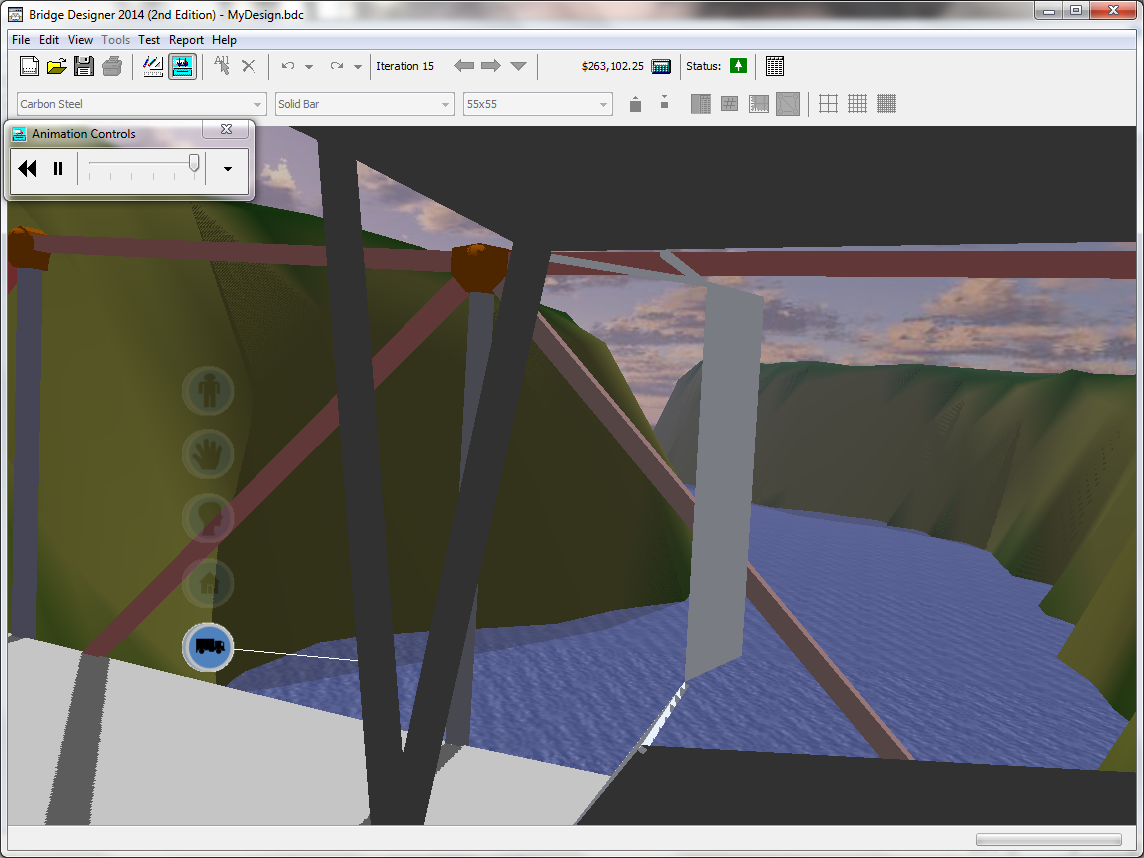 Bridge Designer 2014 (2nd Edition) - MyDesign.bdc
File Edit View Tools Test Report Help
All Iteration 15 $263,102.25 Status:
Carbon Steel Solid Bar 55x55
Animation Controls